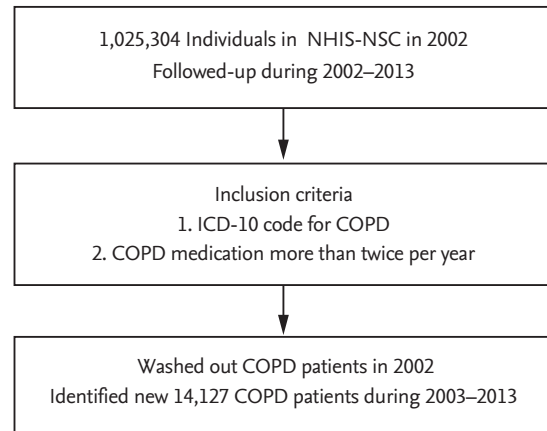 1,025,304 Individuals in NHIS-NSC in 2002
Followed-up during 2002–2013
Inclusion criteria
1. ICD-10 code for COPD
2. COPD medication more than twice per year
Washed out COPD patients in 2002
Identified new 14,127 COPD patients during 2003–2013